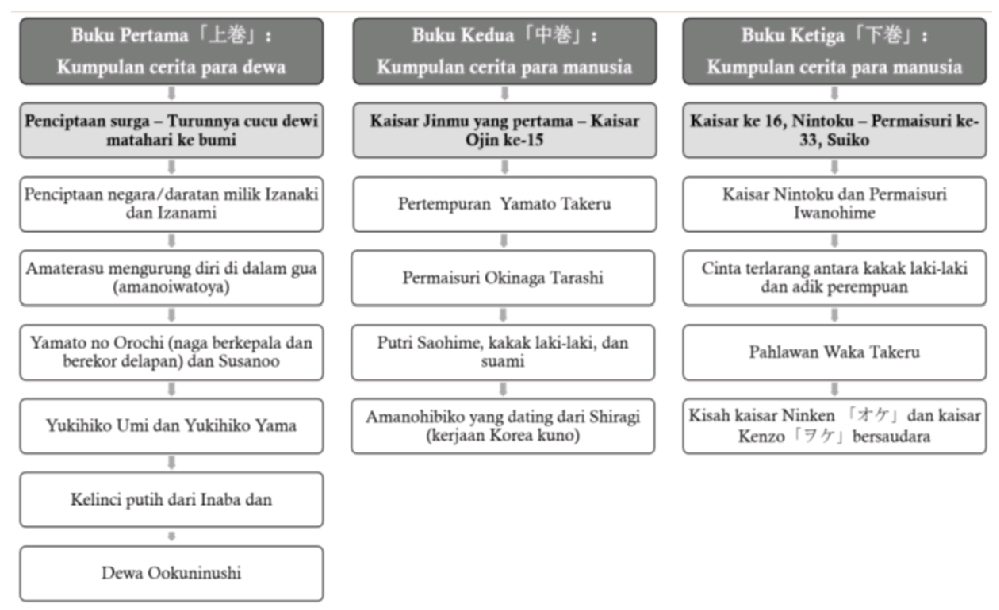 Buku Pertama「上巻」:
Kumpulan cerita para dewa
Penciptaan surga – Turunnya cucu dewi
matahari ke bumi
Penciptaan negara/daratan milik Izanaki
dan Izanami
Amaterasu mengurung diri di dalam gua
(amanoiwatoya)
Yamato no Orochi (naga berkepala dan
berekor delapan) dan Susanoo
Yukihiko Umi dan Yukihiko Yama
Kelinci putih dari Inaba dan
Dewa Ookuninushi
Buku Kedua「中巻」:
Kumpulan cerita para manusia
Kaisar Jinmu yang pertama – Kaisar
Ojin ke-15
Pertempuran Yamato Takeru
Permaisuri Okinaga Tarashi
Putri Saohime, kakak laki-laki, dan
suami
Amanohibiko yang dating dari Shiragi
(kerjaan Korea kuno)
Buku Ketiga「下巻」:
Kumpulan cerita para manusia
Kaisar ke 16, Nintoku – Permaisuri ke-
33, Suiko
Kaisar Nintoku dan Permaisuri
Iwanohime
Cinta terlarang antara kakak laki-laki
dan adik perempuan
Pahlawan Waka Takeru
Kisah kaisar Ninken「オケ」dan kaisar
Kenzo「ヲケ」bersaudara